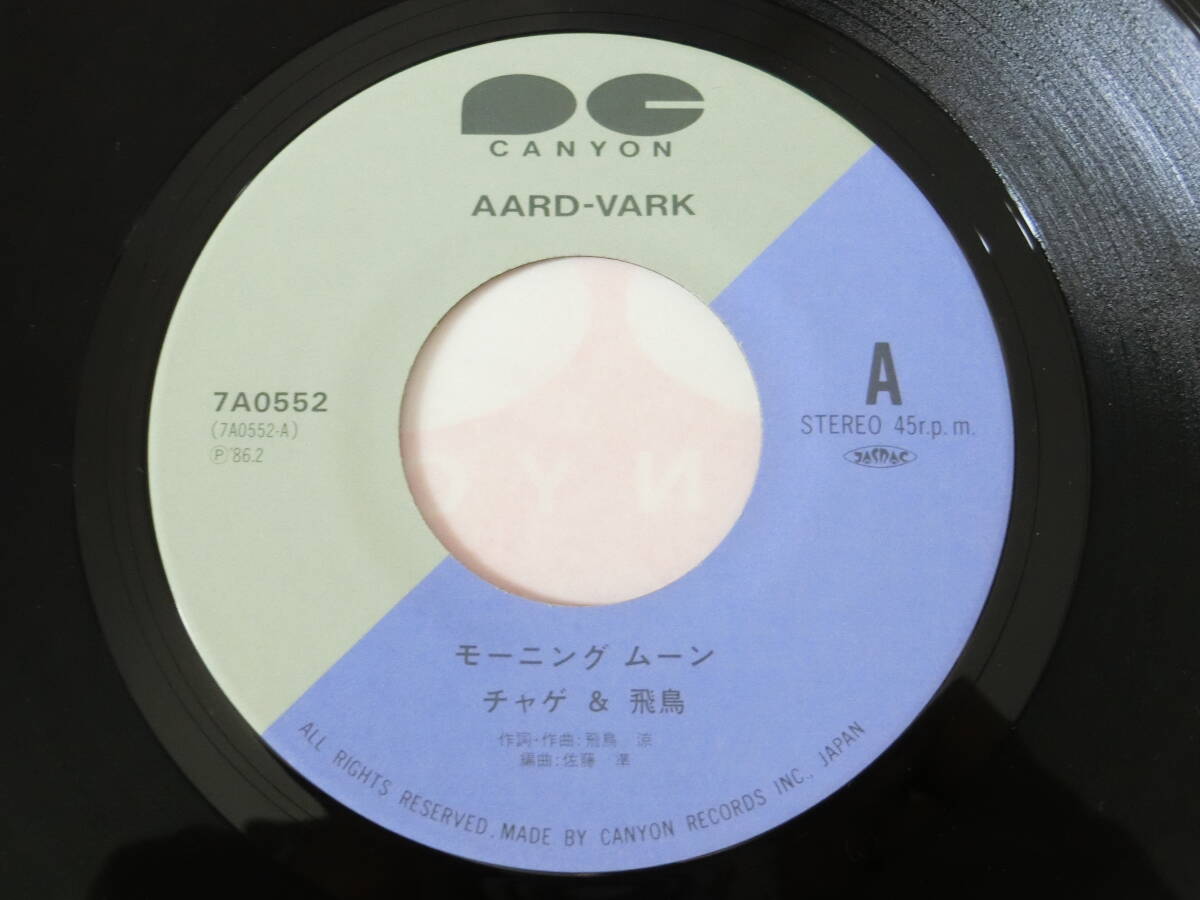 CANYON
AARD-VARK
7A0552
(7A0552-A)
Ⓟ'86.2
A
STEREO 45r.p.m.
JASRAC
モーニング ムーン
チャゲ & 飛鳥
作詞・作曲:飛鳥 涼
編曲:佐藤 準
ALL RIGHTS RESERVED. MADE BY CANYON RECORDS INC., JAPAN